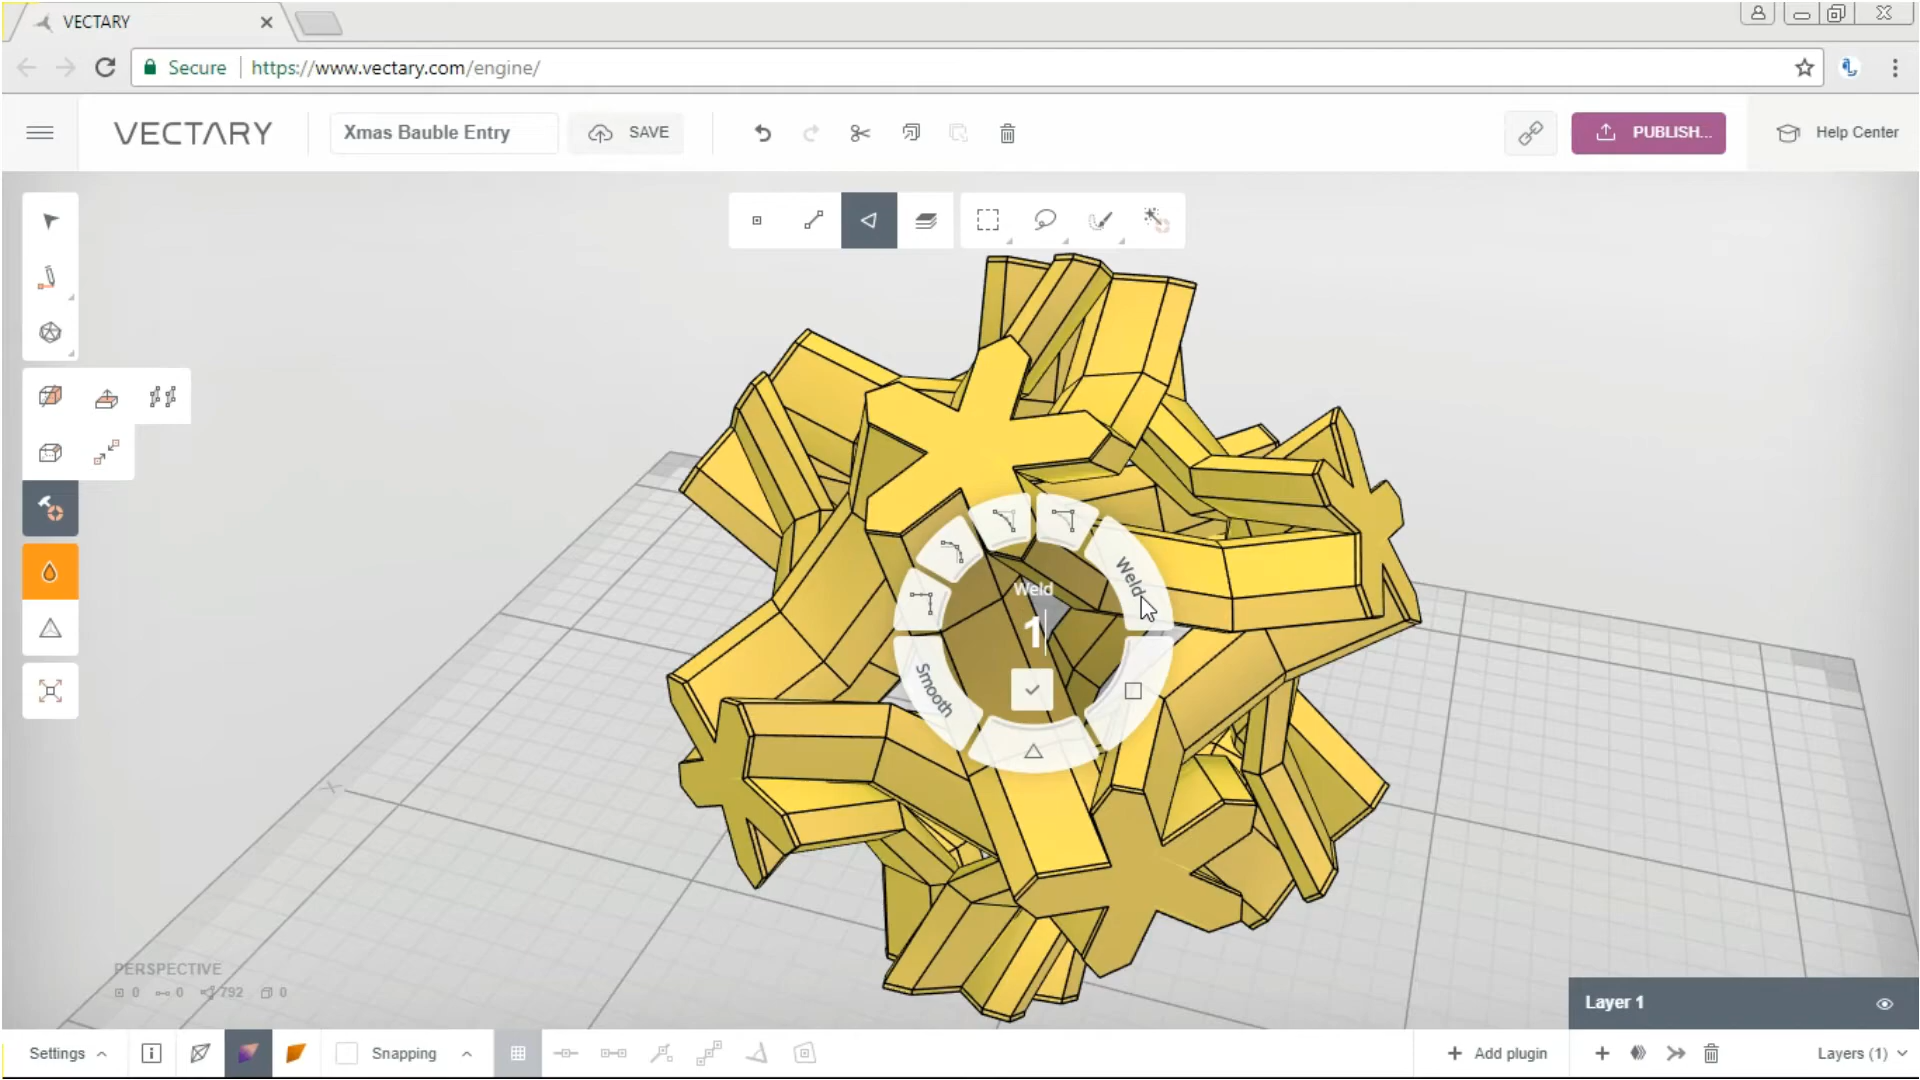 VECTARY
Secure
https://www.vectary.com/engine/
VECTARY
Xmas Bauble Entry
SAVE
PUBLISH...
Help Center
Weld
Weld
1
Smooth
PERSPECTIVE
0 0 792 0
Layer 1
Settings
Snapping
Add plugin
Layers (1)